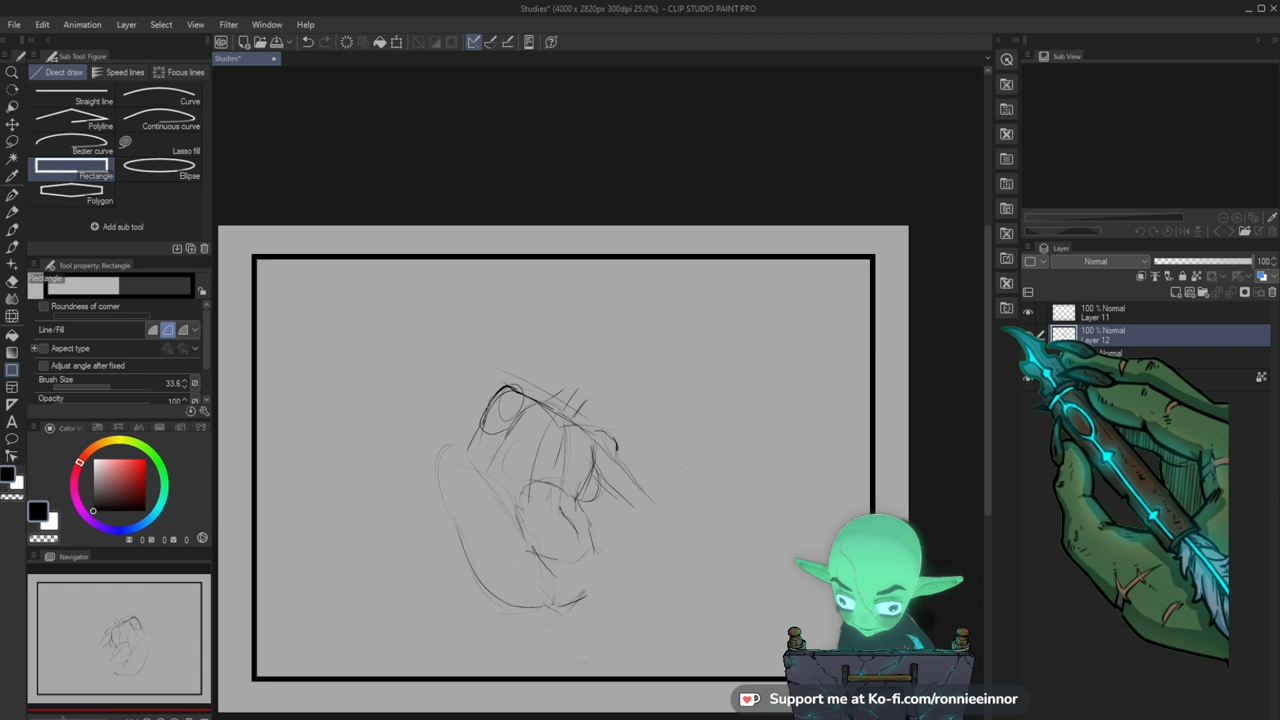 Studies* (4000 x 2820px 300dpi 25.0%) - CLIP STUDIO PAINT PRO
File Edit Animation Layer Select View Filter Window Help
Sub Tool: Figure
Studies*
Sub View
Direct draw Speed lines Focus lines
Straight line Curve
Polyline Continuous curve
Bezier curve Lasso fill
Rectangle Ellipse
Polygon
Add sub tool
Tool property: Rectangle
Rectangle
Roundness of corner
Line/Fill
Aspect type
Adjust angle after fixed
Brush Size 33.6
Opacity 100
Color
Navigator
Layer
Normal 100
100 % Normal
Layer 11
100 % Normal
Layer 12
Normal
Support me at Ko-fi.com/ronnieeinnor